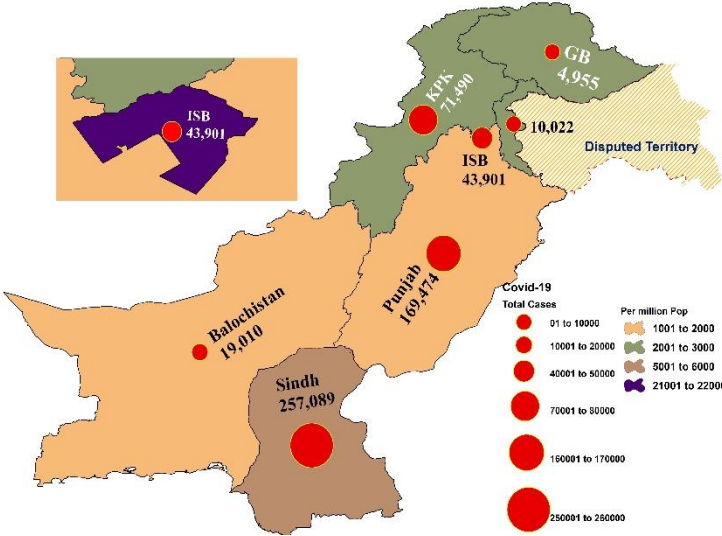 ISB
43,901
GB
4,955
KPK
71,490
10,022
Disputed Territory
ISB
43,901
Punjab
169,474
Balochistan
19,010
Sindh
257,089
Covid-19
Total Cases
01 to 10000
10001 to 20000
40001 to 50000
70001 to 80000
160001 to 170000
250001 to 260000
Per million Pop
1001 to 2000
2001 to 3000
5001 to 6000
21001 to 22000